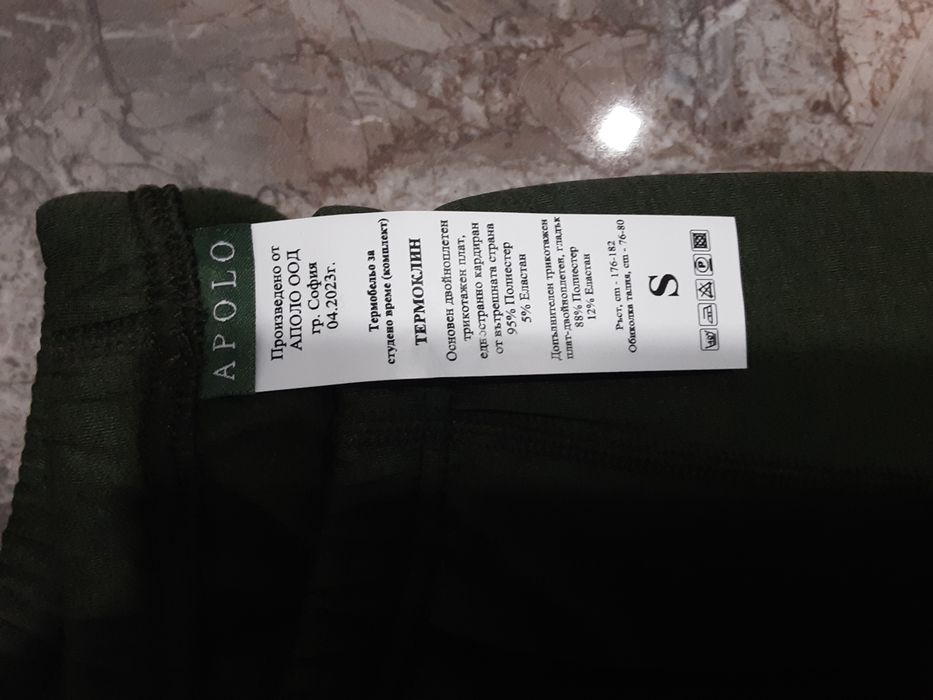 APOLO
Произведено от
АПОЛО ООД
гр. София
04.2023г.
Термобельо за
студено време (комплект)
ТЕРМОКЛИН
Основен двойноплетен
трикотажен плат,
едностранно кардиран
от вътрешната страна
95% Полиестер
5% Еластан
Допълнителен трикотажен
плат-двойноплетен, гладък
88% Полиестер
12% Еластан
Ръст, cm - 176-182
Обиколка талия, cm - 76-80
S